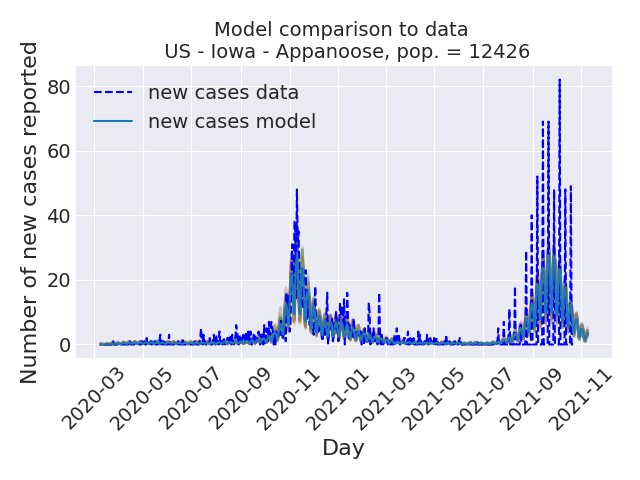 Model comparison to data
US - Iowa - Appanoose, pop. = 12426
Number of new cases reported
80
60
40
20
0
new cases data
new cases model
2020-03
2020-05
2020-07
2020-09
2020-11
2021-01
2021-03
2021-05
2021-07
2021-09
2021-11
Day